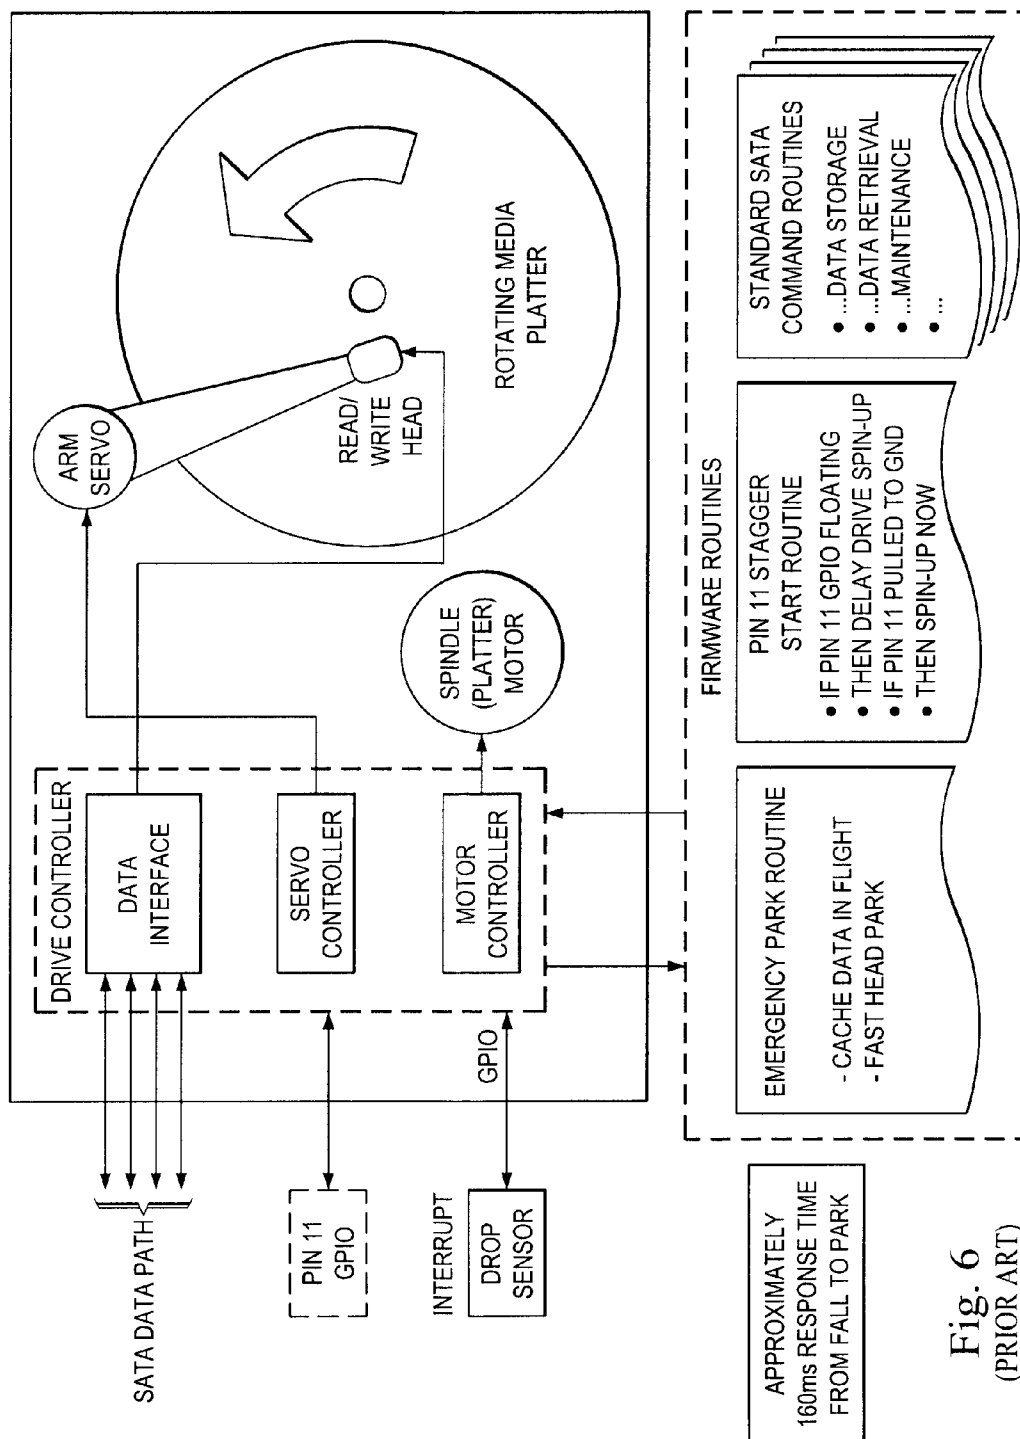 SATA DATA PATH
DRIVE CONTROLLER
DATA
INTERFACE
ARM
SERVO
PIN 11
GPIO
SERVO
CONTROLLER
READ/
WRITE
HEAD
INTERRUPT
DROP
SENSOR
GPIO
MOTOR
CONTROLLER
SPINDLE
(PLATTER)
MOTOR
ROTATING MEDIA
PLATTER
FIRMWARE ROUTINES
APPROXIMATELY
160ms RESPONSE TIME
FROM FALL TO PARK
EMERGENCY PARK ROUTINE
- CACHE DATA IN FLIGHT
- FAST HEAD PARK
PIN 11 STAGGER
START ROUTINE
• IF PIN 11 GPIO FLOATING
• THEN DELAY DRIVE SPIN-UP
• IF PIN 11 PULLED TO GND
• THEN SPIN-UP NOW
STANDARD SATA
COMMAND ROUTINES
• ...DATA STORAGE
• ...DATA RETRIEVAL
• ...MAINTENANCE
• ...
Fig. 6
(PRIOR ART)